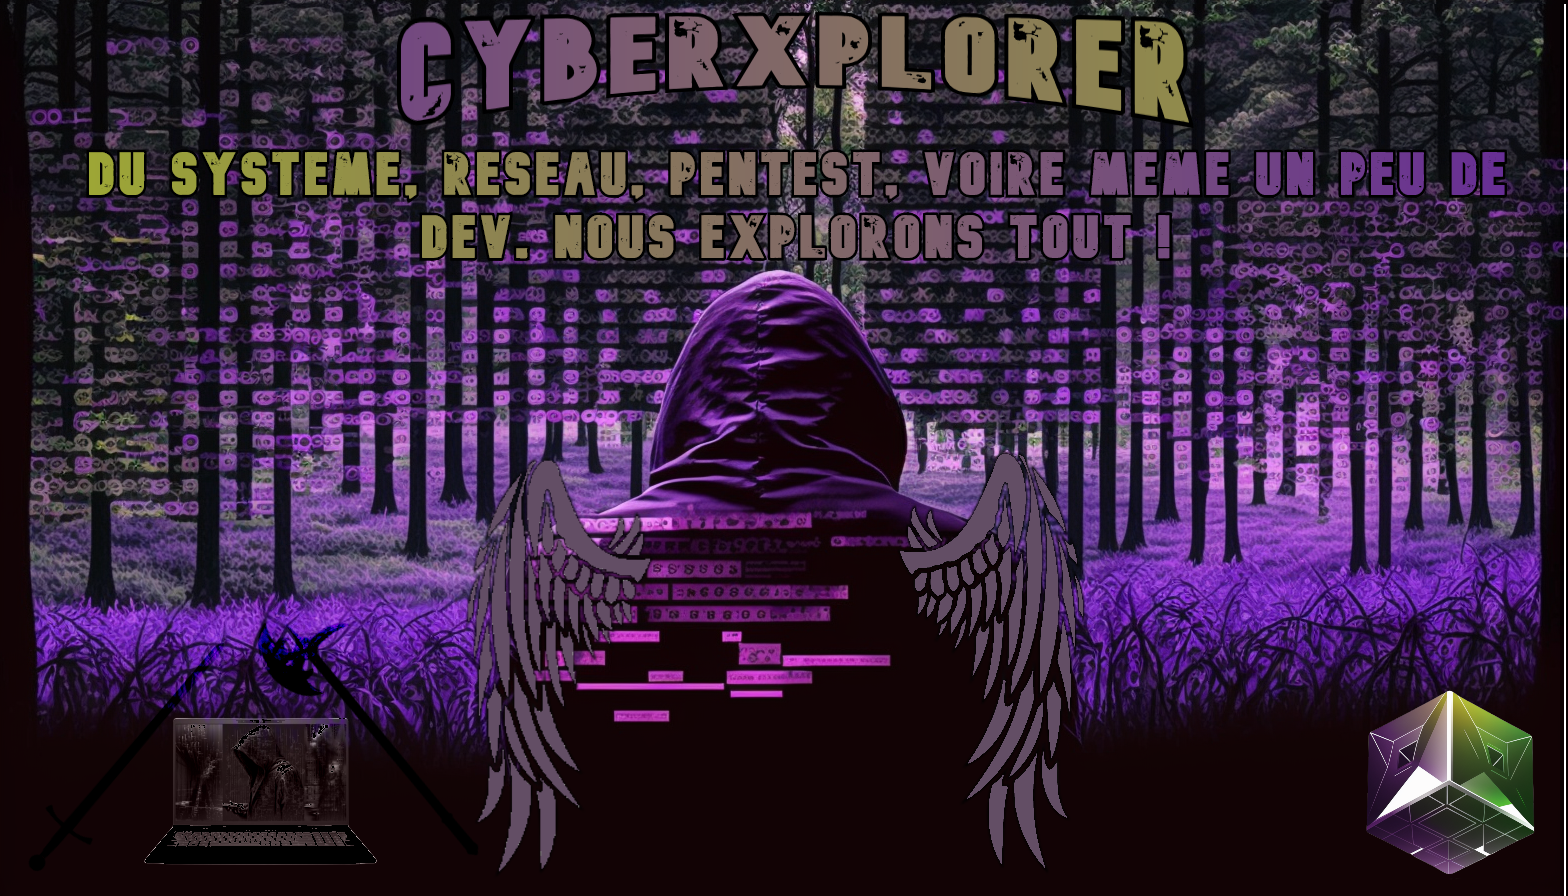 CYBERXPLORER
DU SYSTEME, RESEAU, PENTEST, VOIRE MEME UN PEU DE
DEV. NOUS EXPLORONS TOUT !